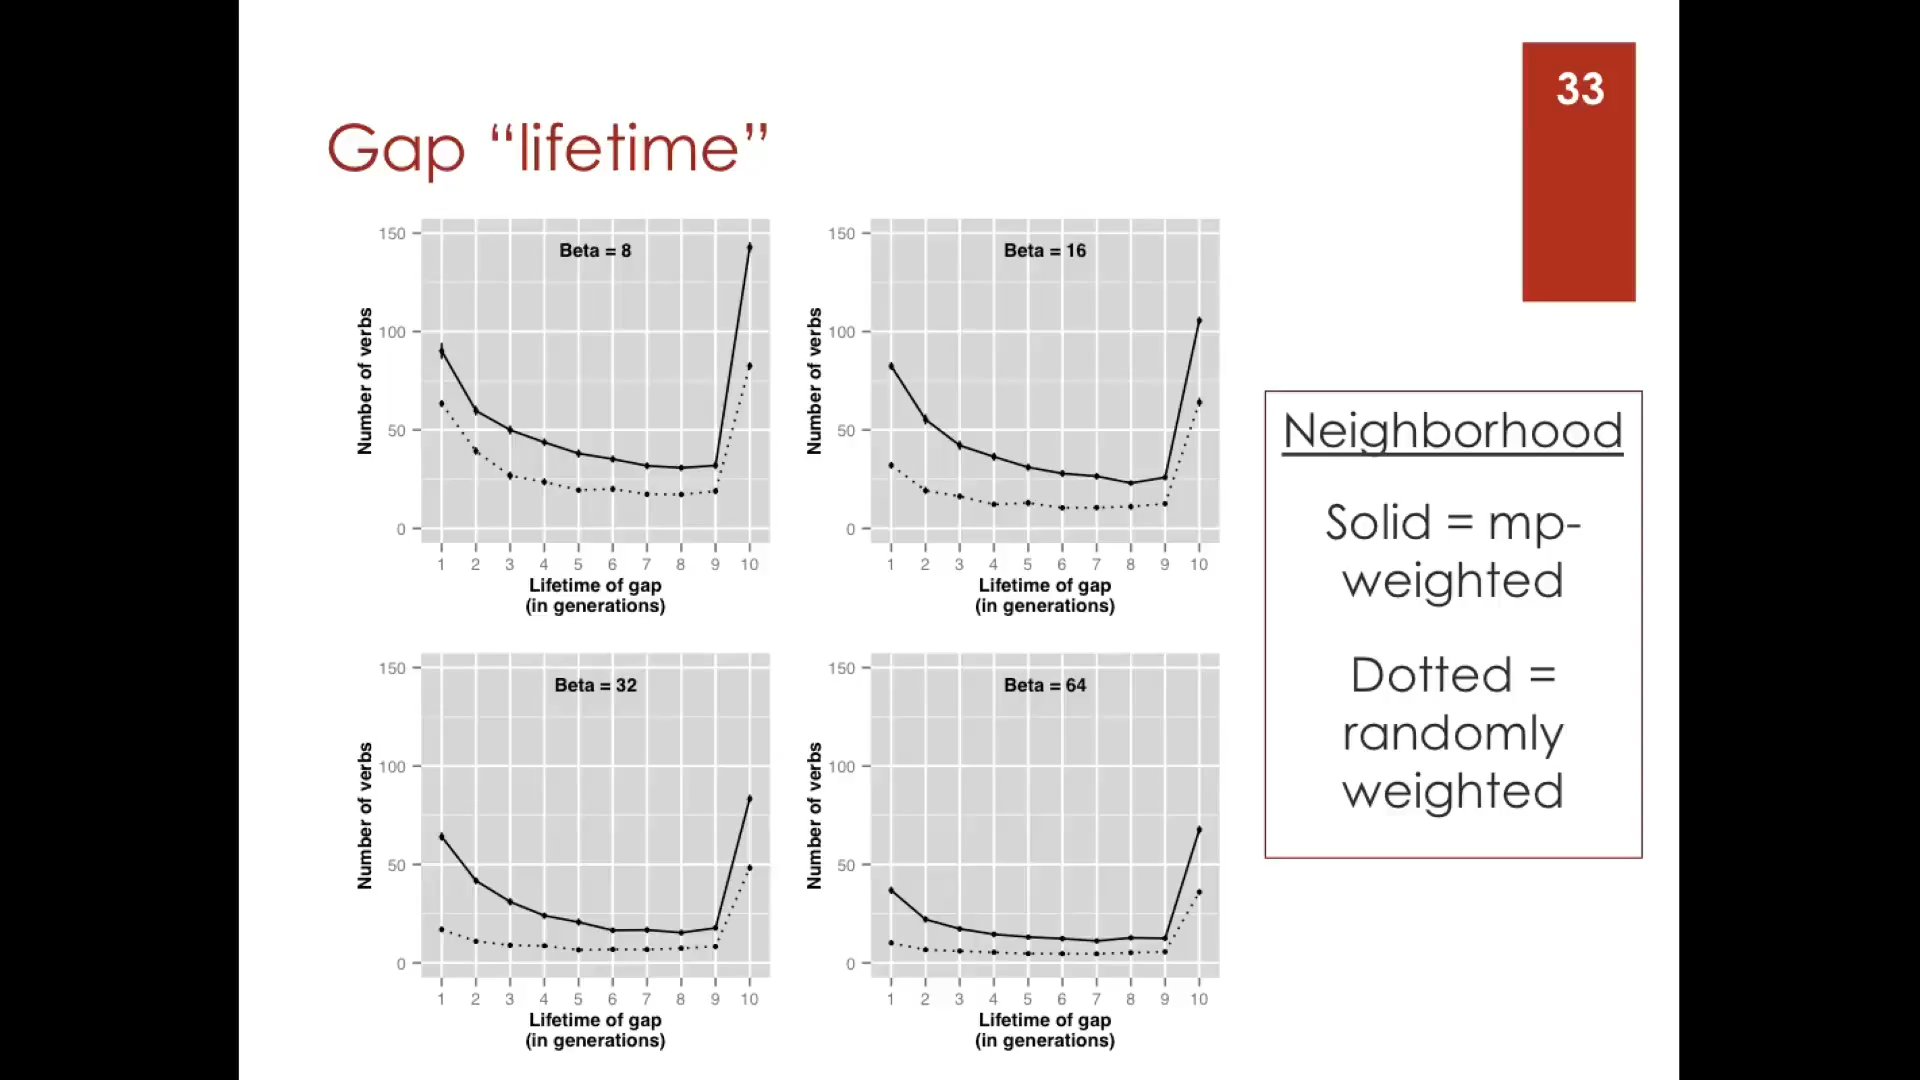 33
Gap “lifetime”
150
100
50
0
Number of verbs
Beta = 8
1 2 3 4 5 6 7 8 9 10
Lifetime of gap
(in generations)
150
100
50
0
Number of verbs
Beta = 16
1 2 3 4 5 6 7 8 9 10
Lifetime of gap
(in generations)
150
100
50
0
Number of verbs
Beta = 32
1 2 3 4 5 6 7 8 9 10
Lifetime of gap
(in generations)
150
100
50
0
Number of verbs
Beta = 64
1 2 3 4 5 6 7 8 9 10
Lifetime of gap
(in generations)
Neighborhood
Solid = mp-
weighted
Dotted =
randomly
weighted